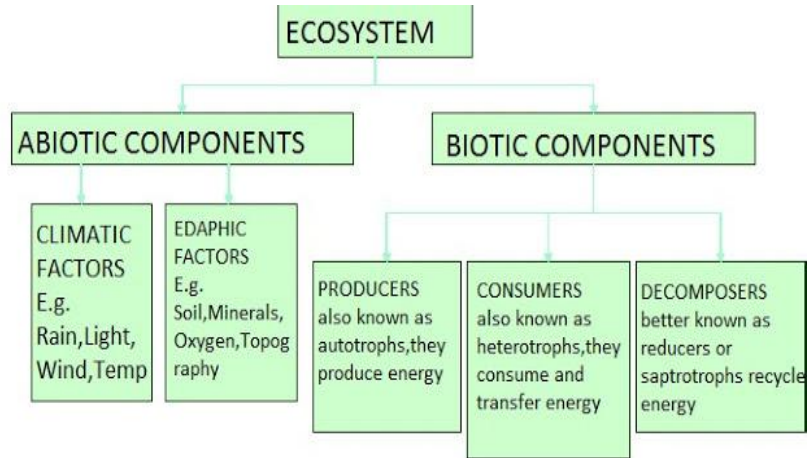 ECOSYSTEM
ABIOTIC COMPONENTS
BIOTIC COMPONENTS
CLIMATIC
FACTORS
E.g.
Rain,Light,
Wind,Temp
EDAPHIC
FACTORS
E.g.
Soil,Minerals,
Oxygen,Topog
raphy
PRODUCERS
also known as
autotrophs,they
produce energy
CONSUMERS
also known as
heterotrophs,they
consume and
transfer energy
DECOMPOSERS
better known as
reducers or
saptrotrophs recycle
energy